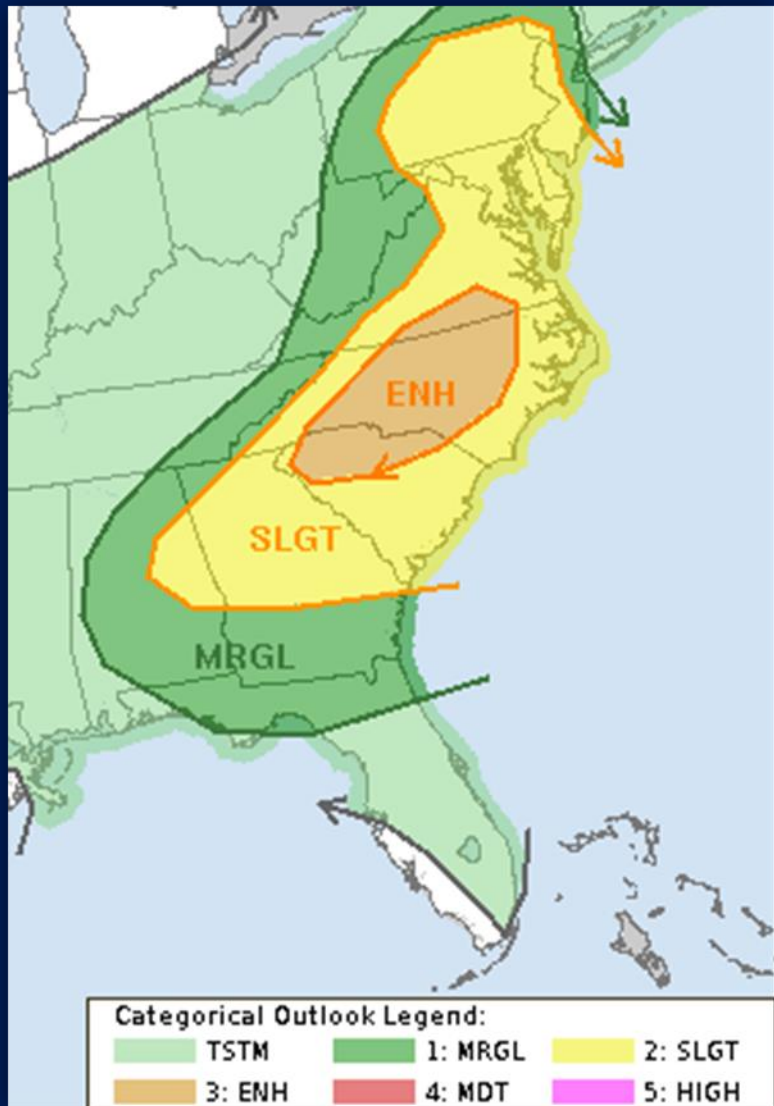 ENH
SLGT
MRGL
Categorical Outlook Legend:
TSTM 1: MRGL 2: SLGT
3: ENH 4: MDT 5: HIGH